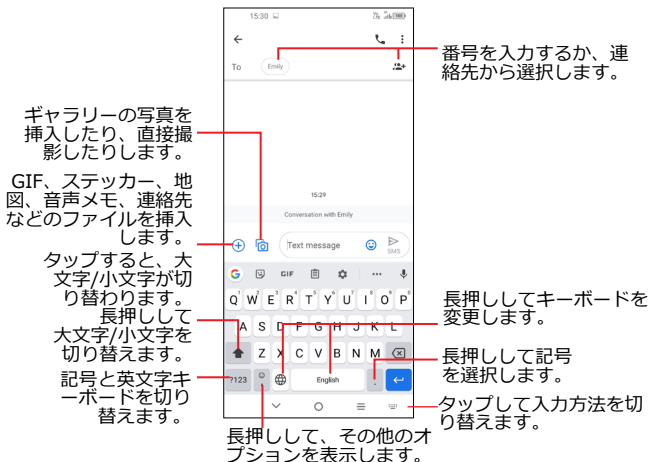 15:30
To
Emily
番号を入力するか、連
絡先から選択します。
ギャラリーの写真を
挿入したり、直接撮
影したりします。
GIF、ステッカー、地
図、音声メモ、連絡先
などのファイルを挿入
します。
15:29
Conversation with Emily
Text message
SMS
タップすると、大
文字/小文字が切
り替わります。
長押しして
大文字/小文字を
切り替えます。
記号と英文字キ
ーボードを切り
替えます。
G GIF
1 2 3 4 5 6 7 8 9 0
Q W E R T Y U I O P
A S D F G H J K L
Z X C V B N M
?123 , English .
長押ししてキーボードを
変更します。
長押しして記号
を選択します。
タップして入力方法を切
り替えます。
長押しして、その他のオ
プションを表示します。